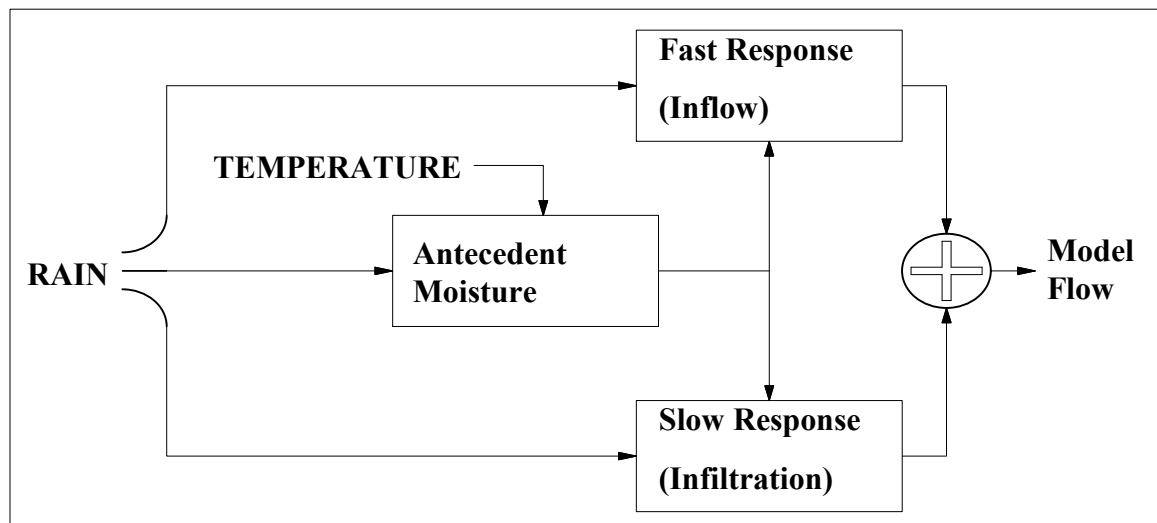 Fast Response
(Inflow)
TEMPERATURE
Antecedent
Moisture
RAIN
Model
Flow
Slow Response
(Infiltration)